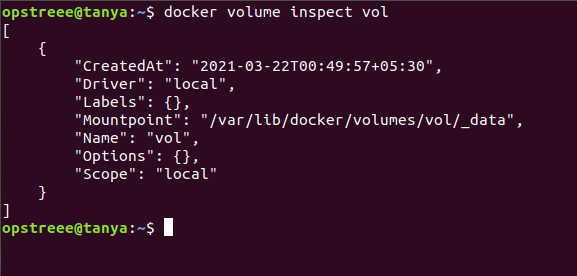 opstreee@tanya:~$ docker volume inspect vol
[
    {
        "CreatedAt": "2021-03-22T00:49:57+05:30",
        "Driver": "local",
        "Labels": {},
        "Mountpoint": "/var/lib/docker/volumes/vol/_data",
        "Name": "vol",
        "Options": {},
        "Scope": "local"
    }
]
opstreee@tanya:~$